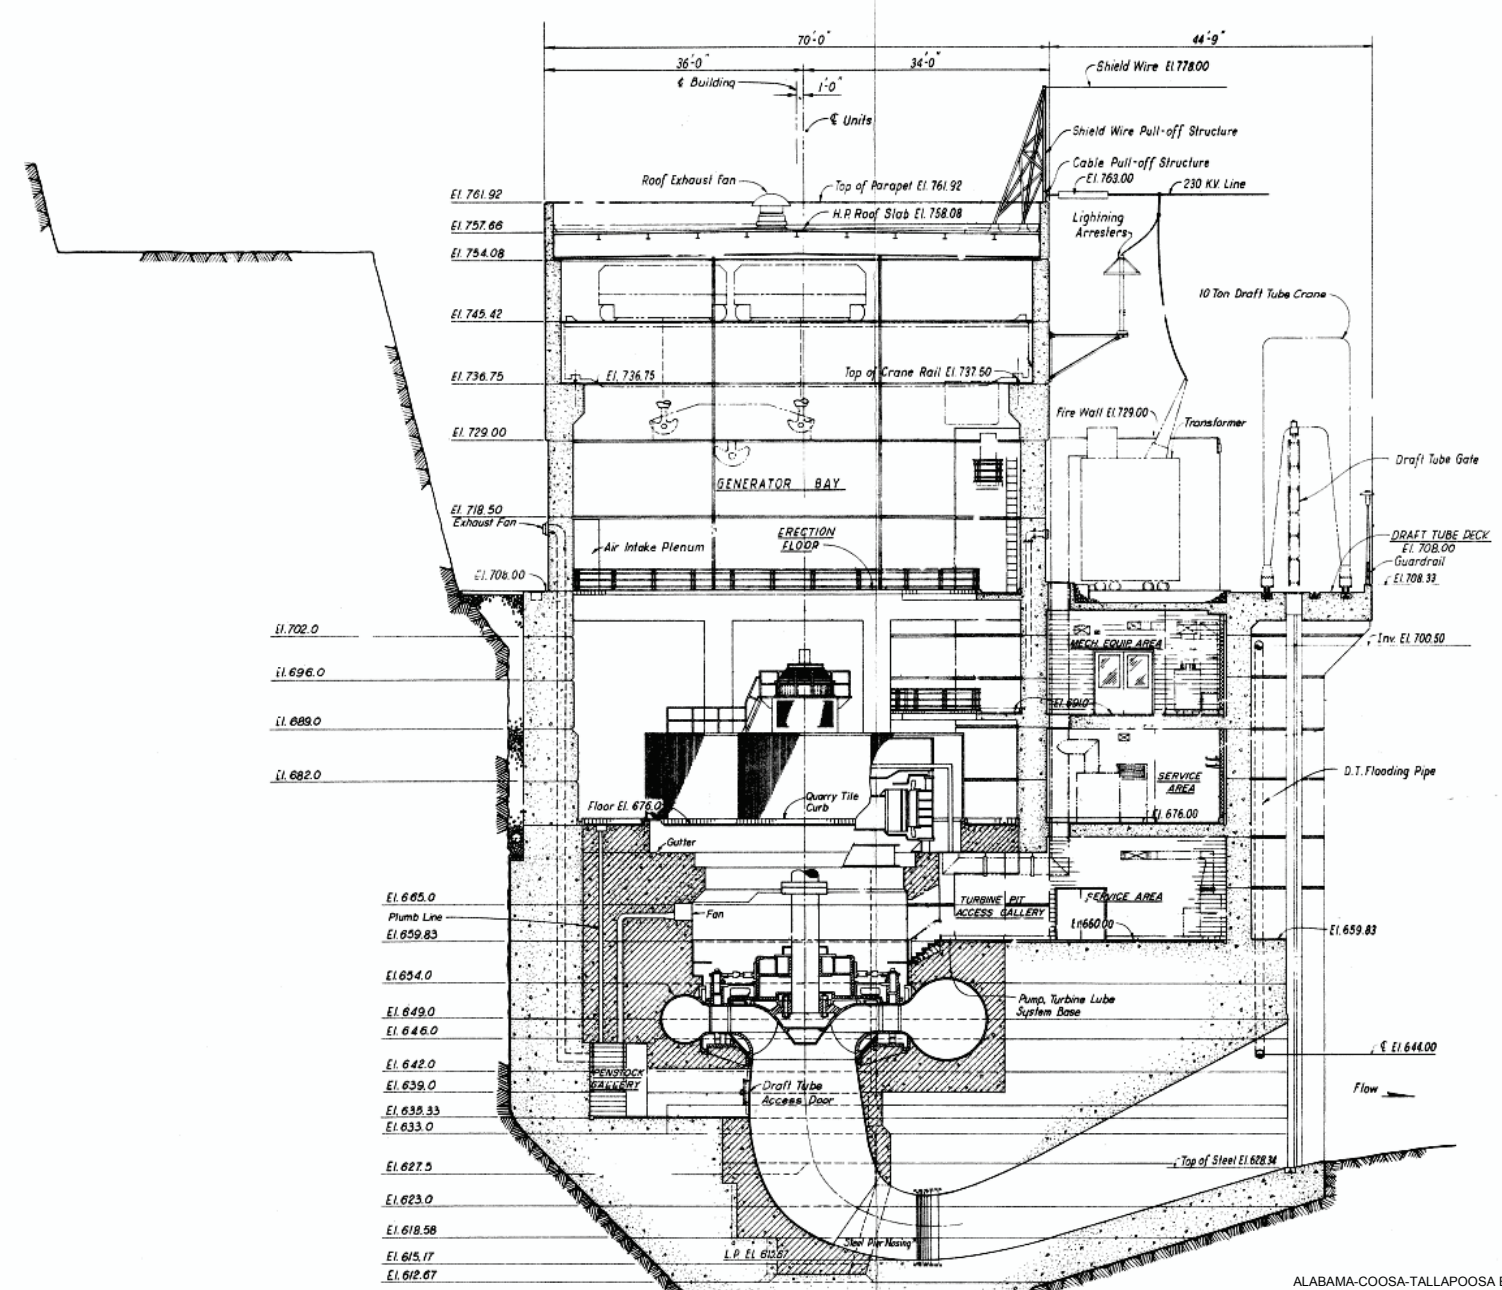 70'-0"
44'-9"
36'-0"
34'-0"
Shield Wire El.778.00
℄ Building
1'-0"
℄ Units
Shield Wire Pull-off Structure
Cable Pull-off Structure
El.763.00
230 KV. Line
Roof Exhaust Fan
Top of Parapet El. 761.92
El. 761.92
H.P. Roof Slab El. 758.08
El. 757.66
Lightning
Arresters
El. 754.08
10 Ton Draft Tube Crane
El. 745.42
El. 736.75
El. 736.75
Top of Crane Rail El. 737.50
Fire Wall El. 729.00
Transformer
El. 729.00
Draft Tube Gate
GENERATOR BAY
El. 718.50
Exhaust Fan
ERECTION
FLOOR
Air Intake Plenum
DRAFT TUBE DECK
El. 708.00
Guardrail
El. 708.00
El. 708.33
El. 702.0
Inv. El. 700.50
MECH. EQUIP. AREA
El. 696.0
El. 691.0
El. 689.0
El. 682.0
D.T. Flooding Pipe
SERVICE
AREA
Floor El. 676.0
Quarry Tile
Curb
El. 676.00
Gutter
El. 665.0
TURBINE PIT
ACCESS GALLERY
SERVICE AREA
Plumb Line
Fan
El. 660.00
El. 659.83
El. 659.83
El. 654.0
Pump, Turbine Lube
System Base
El. 649.0
El. 646.0
℄ El. 644.00
El. 642.0
PENSTOCK
GALLERY
El. 639.0
Draft Tube
Access Door
Flow
El. 635.33
El. 633.0
El. 627.5
Top of Steel El. 628.34
El. 623.0
El. 618.58
Steel Pier Nosing
El. 615.17
L.P. El. 613.67
El. 612.67
ALABAMA-COOSA-TALLAPOOSA